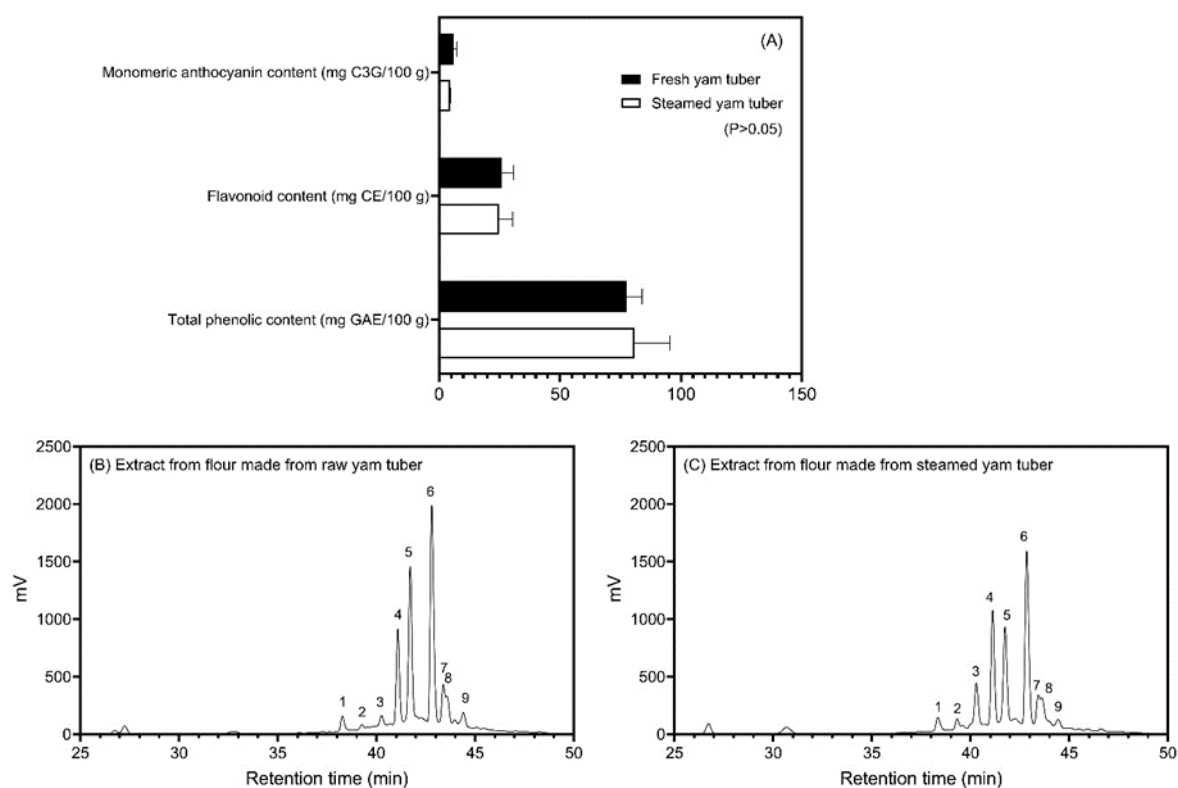 (A)
Monomeric anthocyanin content (mg C3G/100 g)
Fresh yam tuber
Steamed yam tuber
(P>0.05)
Flavonoid content (mg CE/100 g)
Total phenolic content (mg GAE/100 g)
0 50 100 150
(B) Extract from flour made from raw yam tuber
2500
2000
1500
1000
500
0
mV
1 2 3 4 5 6 7 8 9
25 30 35 40 45 50
Retention time (min)
(C) Extract from flour made from steamed yam tuber
2500
2000
1500
1000
500
0
mV
1 2 3 4 5 6 7 8 9
25 30 35 40 45 50
Retention time (min)